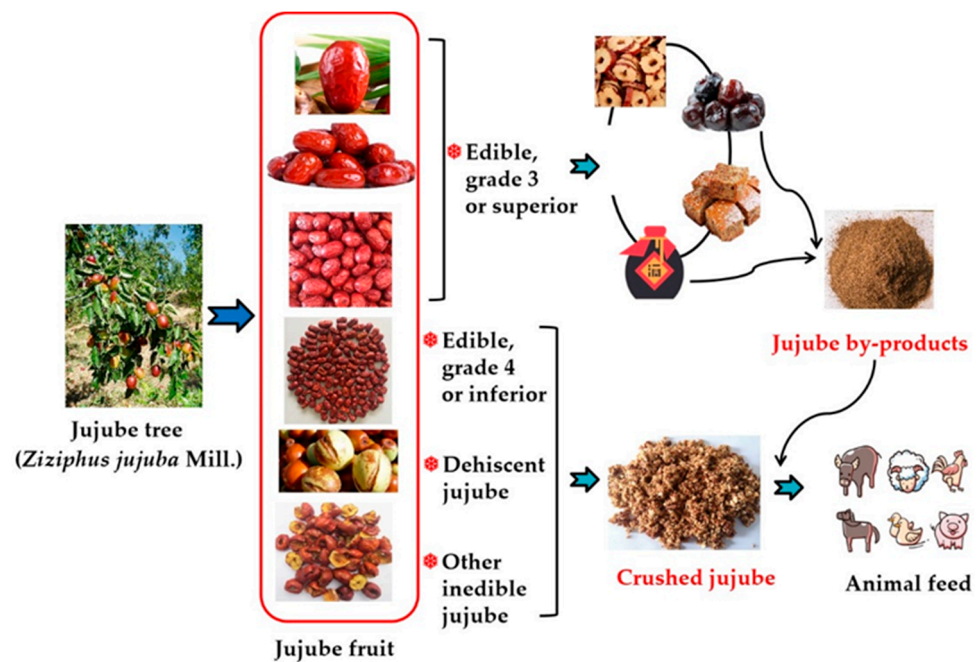 Jujube tree
(Ziziphus jujuba Mill.)
Jujube fruit
Edible,
grade 3
or superior
Edible,
grade 4
or inferior
Dehiscent
jujube
Other
inedible
jujube
酒
Jujube by-products
Crushed jujube
Animal feed